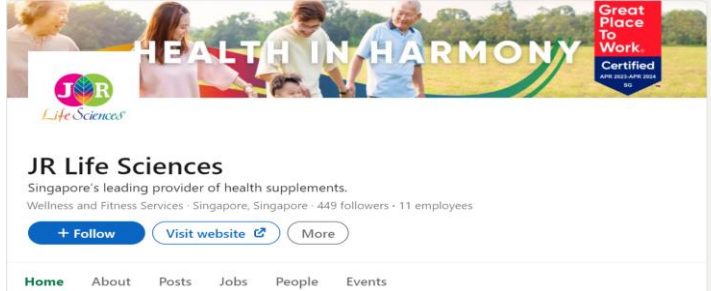 HEALTH IN HARMONY
Great
Place
To
Work.
Certified
APR 2023-APR 2024
SG
™
J R
Life Sciences
JR Life Sciences
Singapore's leading provider of health supplements.
Wellness and Fitness Services · Singapore, Singapore · 449 followers · 11 employees
+ Follow
Visit website
More
Home
About
Posts
Jobs
People
Events